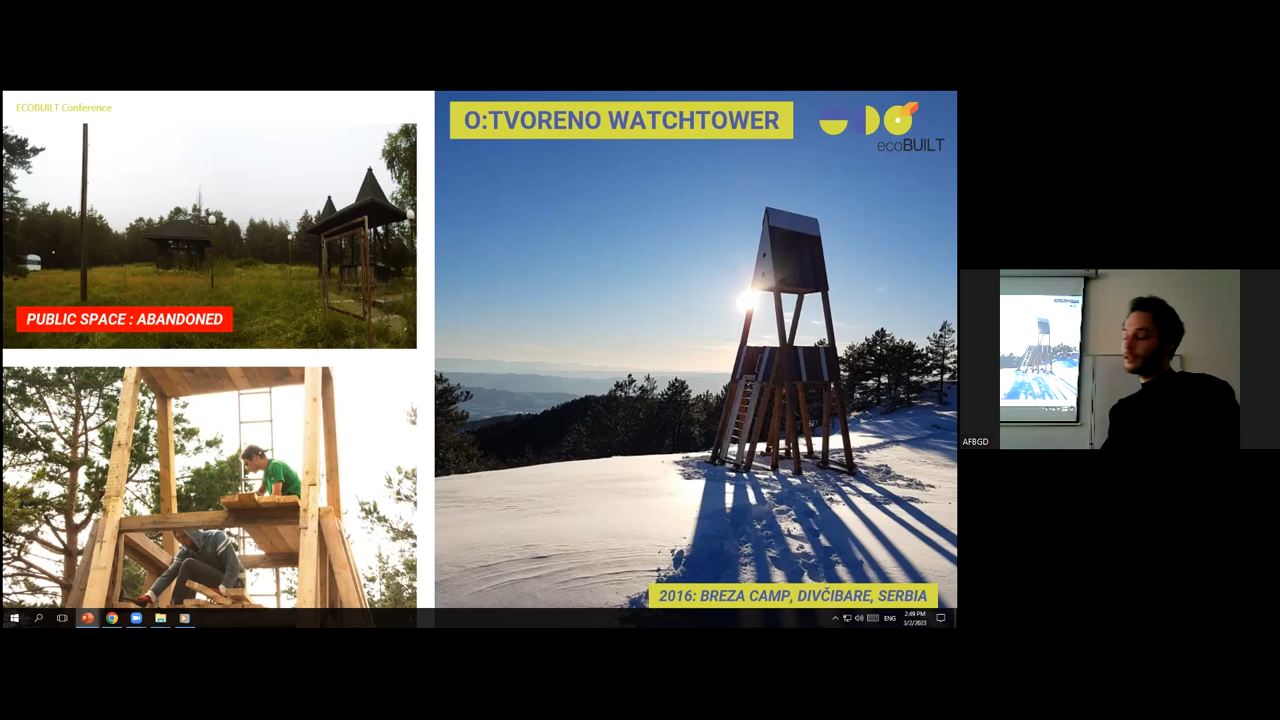 ECOBUILT Conference
O:TVORENO WATCHTOWER
ecoBUILT
PUBLIC SPACE : ABANDONED
AFBGD
2016: BREZA CAMP, DIVČIBARE, SERBIA
ENG
2:49 PM
3/2/2023